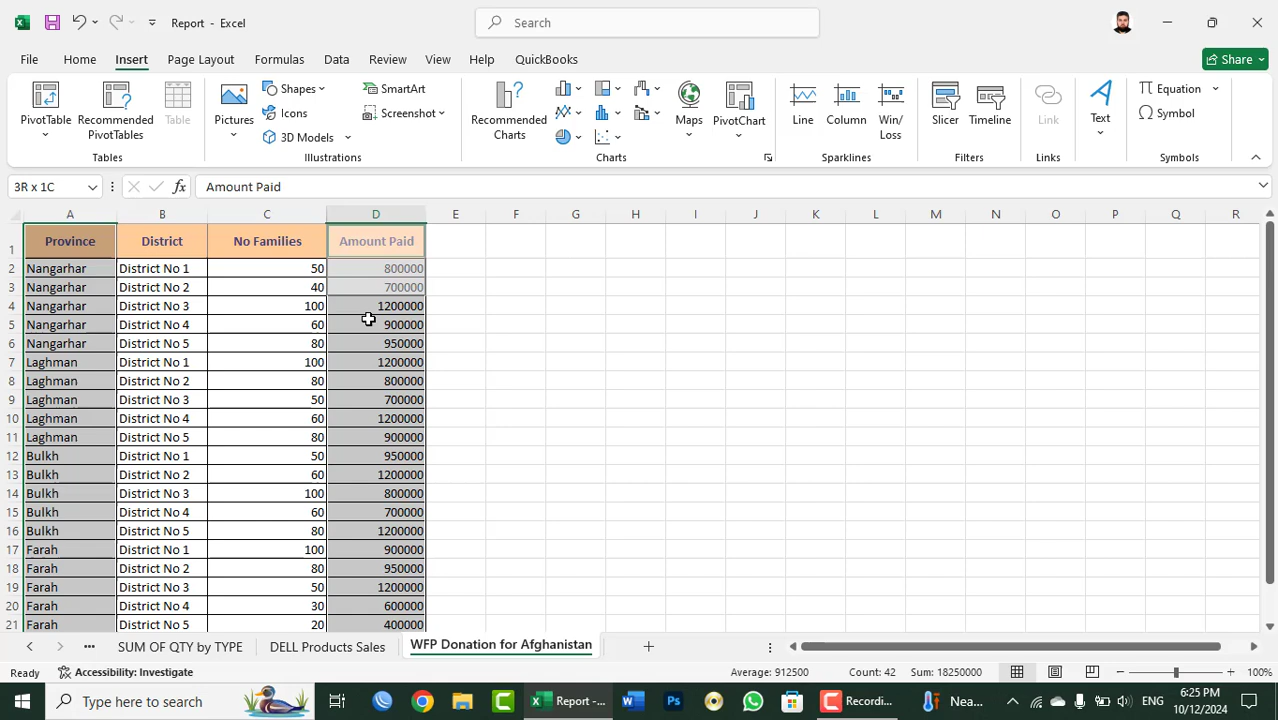 Report - Excel
Search
File Home Insert Page Layout Formulas Data Review View Help QuickBooks
Share
PivotTable
Recommended PivotTables
Table
Tables
Pictures
Shapes
Icons
3D Models
SmartArt
Screenshot
Illustrations
Recommended Charts
Maps
PivotChart
Charts
Line
Column
Win/Loss
Sparklines
Slicer
Timeline
Filters
Link
Links
Text
Equation
Symbol
Symbols
3R x 1C fx Amount Paid
A B C D E F G H I J K L M N O P Q R
1 Province District No Families Amount Paid
2 Nangarhar District No 1 50 800000
3 Nangarhar District No 2 40 700000
4 Nangarhar District No 3 100 1200000
5 Nangarhar District No 4 60 900000
6 Nangarhar District No 5 80 950000
7 Laghman District No 1 100 1200000
8 Laghman District No 2 80 800000
9 Laghman District No 3 50 700000
10 Laghman District No 4 60 1200000
11 Laghman District No 5 80 900000
12 Bulkh District No 1 50 950000
13 Bulkh District No 2 60 1200000
14 Bulkh District No 3 100 800000
15 Bulkh District No 4 60 700000
16 Bulkh District No 5 80 1200000
17 Farah District No 1 100 900000
18 Farah District No 2 80 950000
19 Farah District No 3 50 1200000
20 Farah District No 4 30 600000
21 Farah District No 5 20 400000
SUM OF QTY by TYPE DELL Products Sales WFP Donation for Afghanistan
Ready Accessibility: Investigate Average: 912500 Count: 42 Sum: 18250000 100%
Type here to search Report -... Recordi... Nea... ENG 6:25 PM
10/12/2024